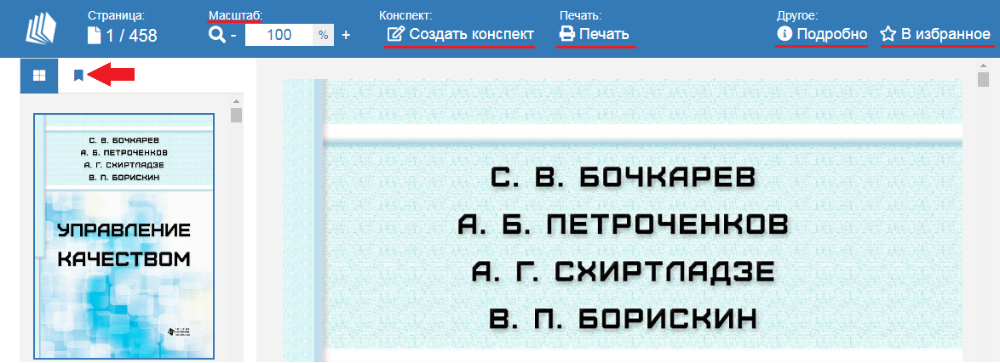 Страница: Масштаб: Конспект: Печать: Другое:
1 / 458 - 100 % + Создать конспект Печать Подробно В избранное
С. В. БОЧКАРЕВ
А. Б. ПЕТРОЧЕНКОВ
А. Г. СХИРТЛАДЗЕ
В. П. БОРИСКИН
УПРАВЛЕНИЕ
КАЧЕСТВОМ
С. В. БОЧКАРЕВ
А. Б. ПЕТРОЧЕНКОВ
А. Г. СХИРТЛАДЗЕ
В. П. БОРИСКИН